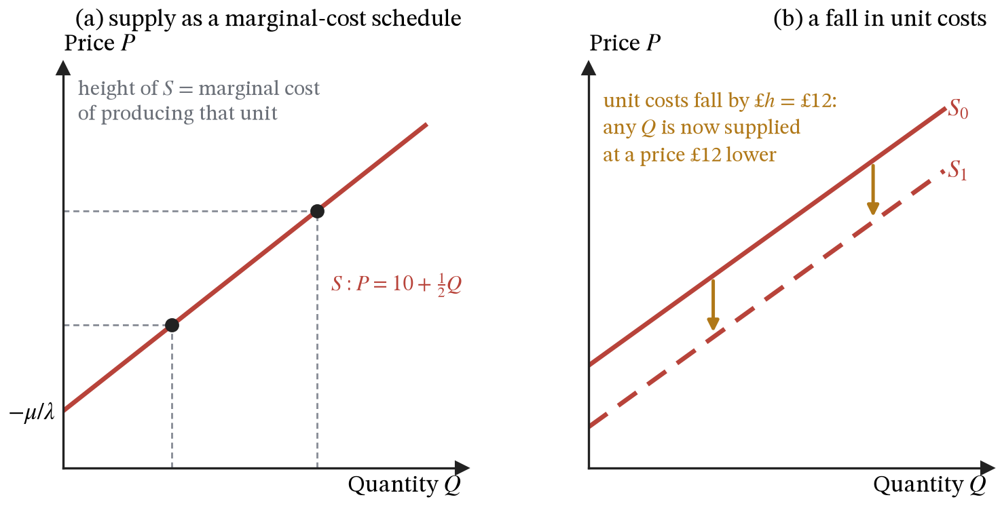 (a) supply as a marginal-cost schedule
Price P
height of S = marginal cost
of producing that unit
S : P = 10 + ½Q
−μ/λ
Quantity Q
(b) a fall in unit costs
Price P
unit costs fall by £h = £12:
any Q is now supplied
at a price £12 lower
S₀
S₁
Quantity Q